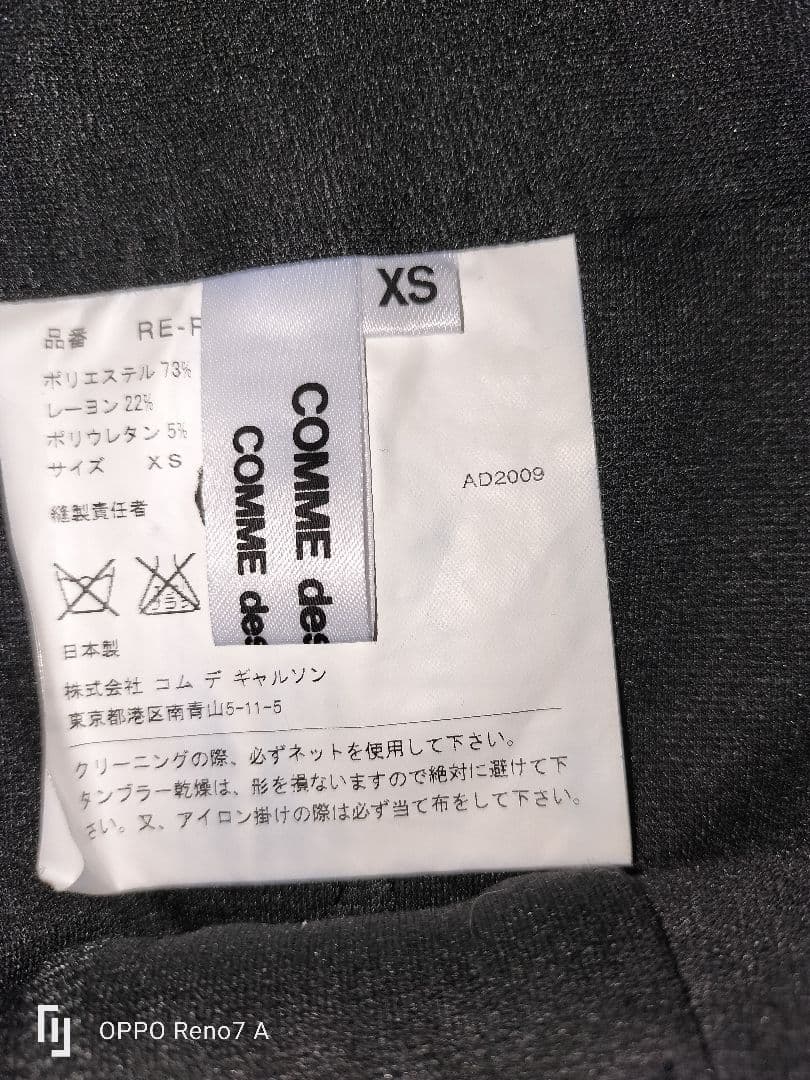 XS
品番 RE-
ポリエステル 73%
レーヨン 22%
ポリウレタン 5%
サイズ XS
縫製責任者
COMME des
COMME des
AD2009
日本製
株式会社 コム デ ギャルソン
東京都港区南青山5-11-5
クリーニングの際、必ずネットを使用して下さい。
タンブラー乾燥は、形を損ないますので絶対に避けて下
さい。又、アイロン掛けの際は必ず当て布をして下さい。
OPPO Reno7 A